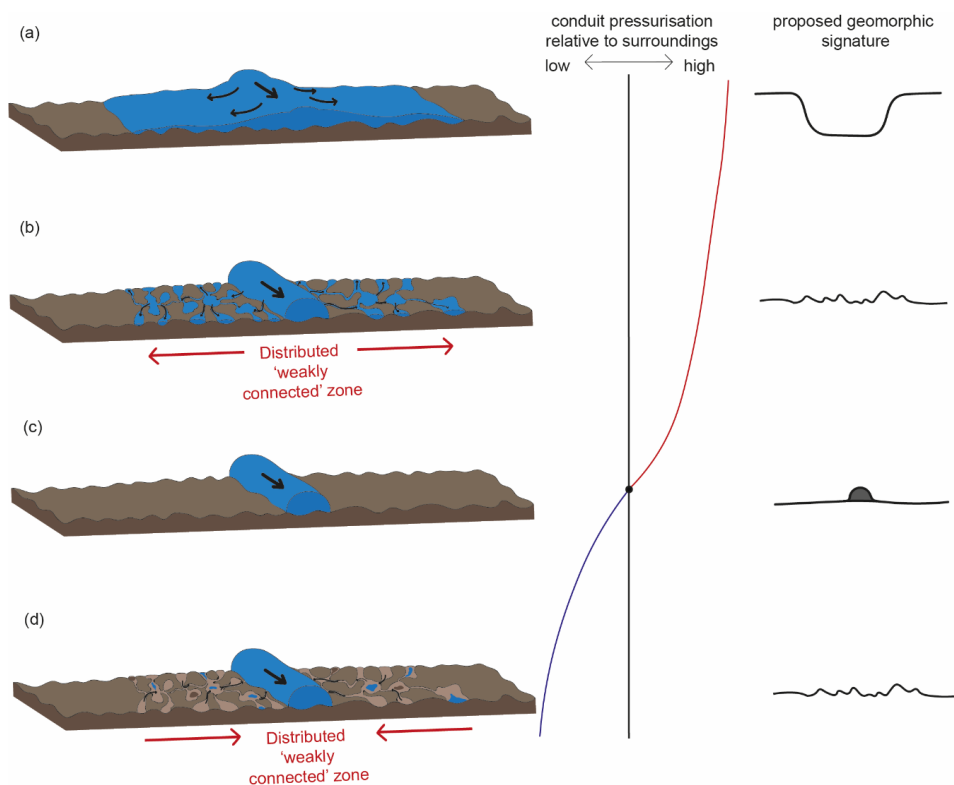 (a)
conduit pressurisation
relative to surroundings
low
high
proposed geomorphic
signature
(b)
Distributed
‘weakly
connected’ zone
(c)
(d)
Distributed
‘weakly
connected’ zone